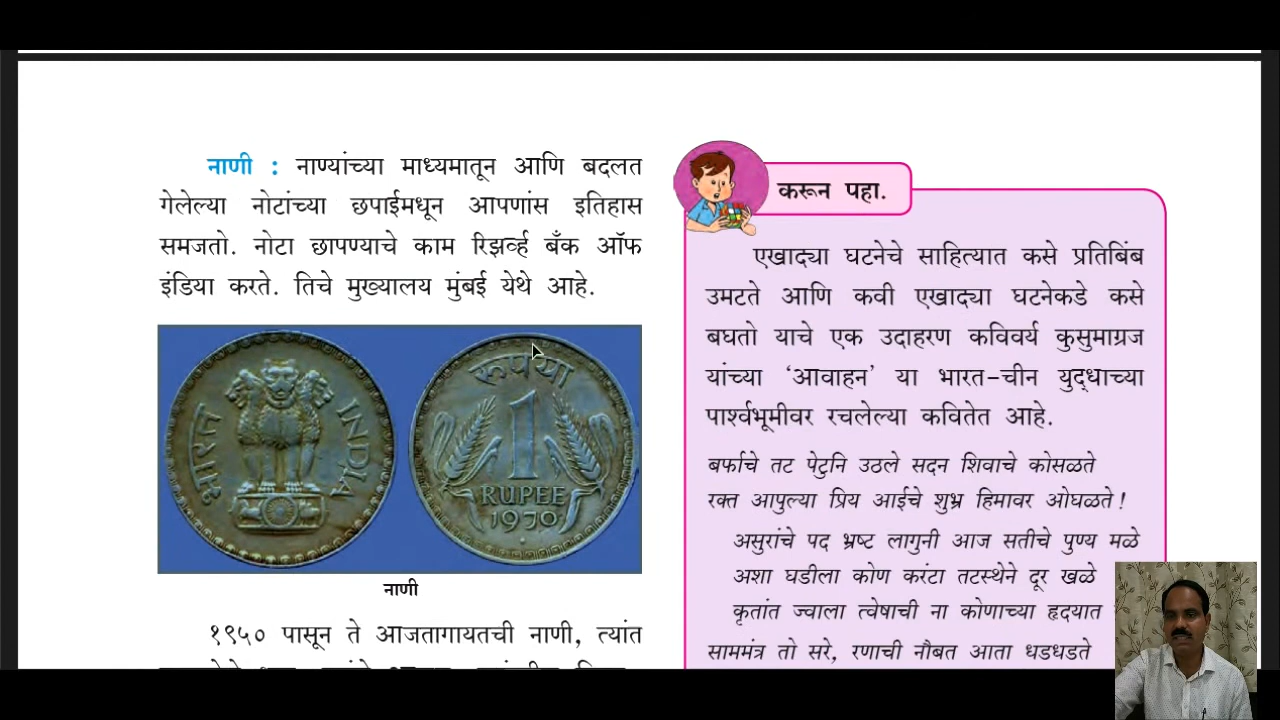 नाणी : नाण्यांच्या माध्यमातून आणि बदलत
गेलेल्या नोटांच्या छपाईमधून आपणांस इतिहास
समजतो. नोटा छापण्याचे काम रिझर्व्ह बँक ऑफ
इंडिया करते. तिचे मुख्यालय मुंबई येथे आहे.
भारत
INDIA
रूपया
1
RUPEE
1970
नाणी
१९५० पासून ते आजतागायतची नाणी, त्यांत
करून पहा.
एखाद्या घटनेचे साहित्यात कसे प्रतिबिंब
उमटते आणि कवी एखाद्या घटनेकडे कसे
बघतो याचे एक उदाहरण कविवर्य कुसुमाग्रज
यांच्या ‘आवाहन’ या भारत-चीन युद्धाच्या
पार्श्वभूमीवर रचलेल्या कवितेत आहे.
बर्फाचे तट पेटुनि उठले सदन शिवाचे कोसळते
रक्त आपुल्या प्रिय आईचे शुभ्र हिमावर ओघळते !
असुरांचे पद भ्रष्ट लागुनी आज सतीचे पुण्य मळे
अशा घडीला कोण करंटा तटस्थेने दूर खळे
कृतांत ज्वाला त्वेषाची ना कोणाच्या हृदयात
साममंत्र तो सरे, रणाची नौबत आता धडधडते